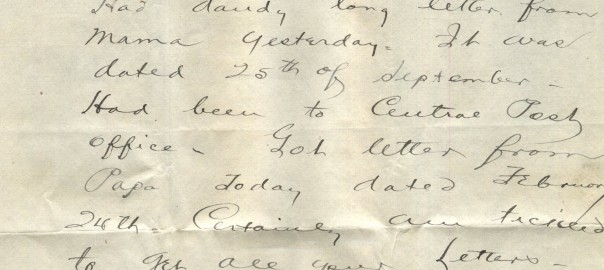 Had dandy long letter from
Mama yesterday. It was
dated 25th of September -
Had been to Central Post
Office - Got letter from
Papa today dated February
24th. Certainly am tickled
to get all your letters -